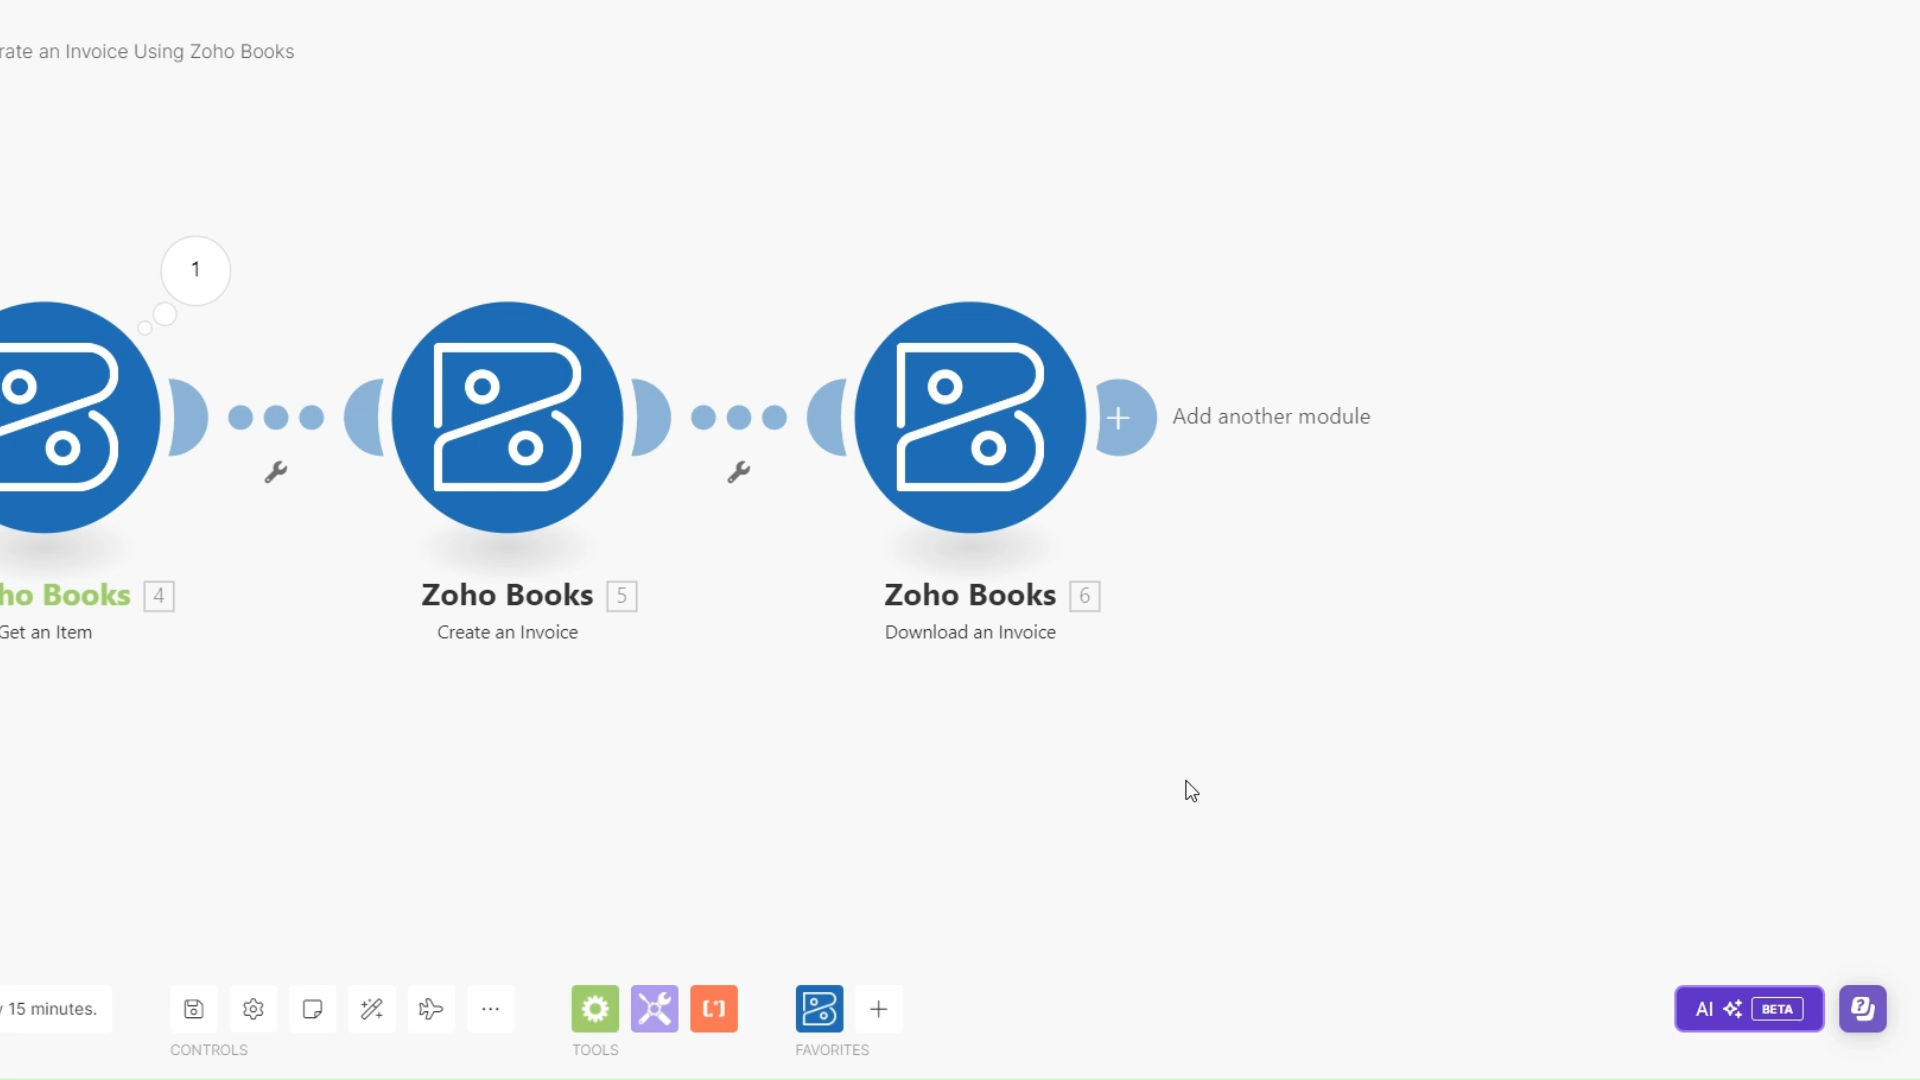 rate an Invoice Using Zoho Books
1
Add another module
ho Books 4
Get an Item
Zoho Books 5
Create an Invoice
Zoho Books 6
Download an Invoice
y 15 minutes.
CONTROLS
TOOLS
FAVORITES
AI BETA